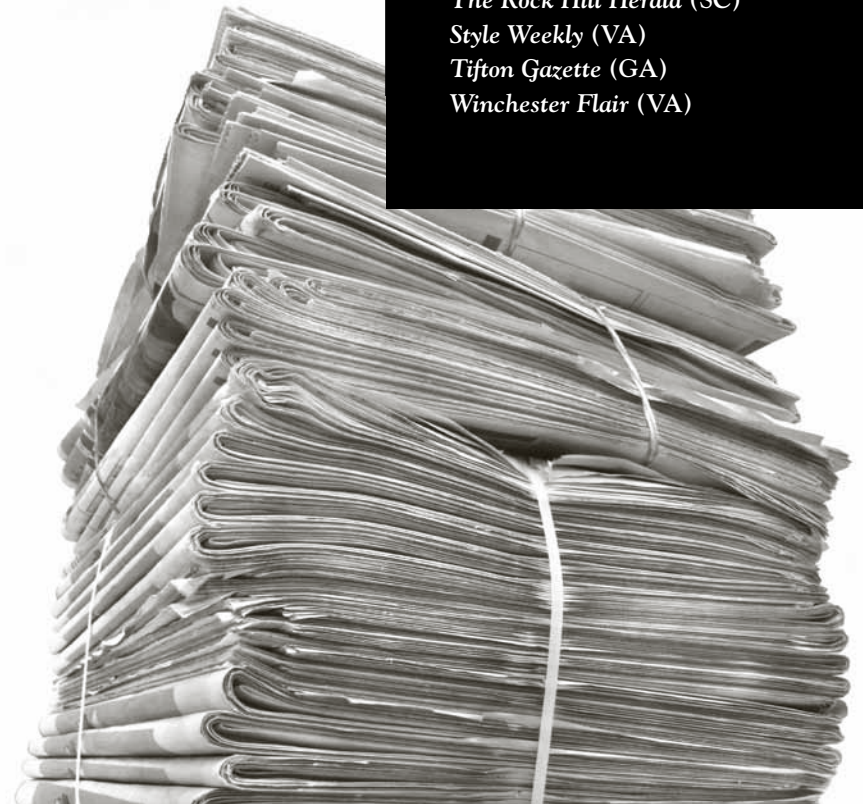 The Rock Hill Herald (SC)
Style Weekly (VA)
Tifton Gazette (GA)
Winchester Flair (VA)